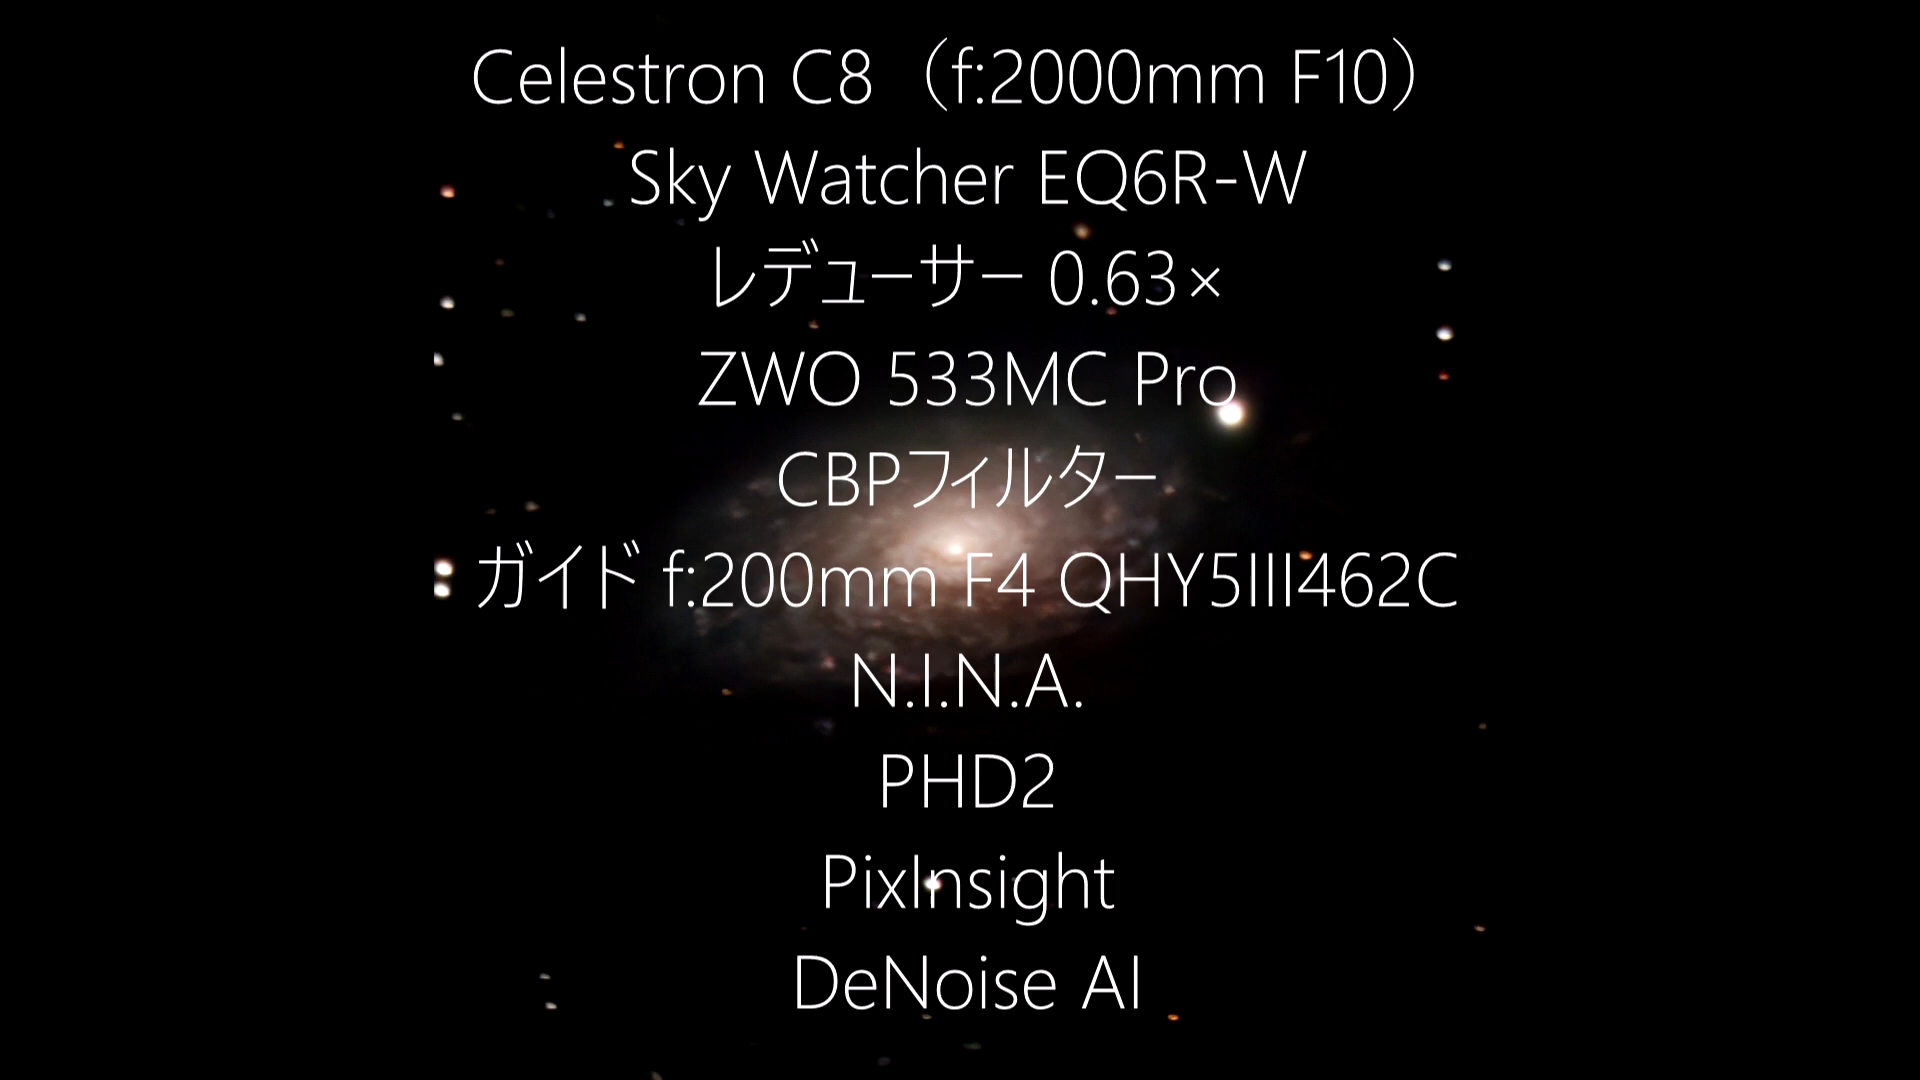 Celestron C8（f:2000mm F10）
Sky Watcher EQ6R-W
レデューサー 0.63×
ZWO 533MC Pro
CBPフィルター
ガイド f:200mm F4 QHY5III462C
N.I.N.A.
PHD2
PixInsight
DeNoise AI